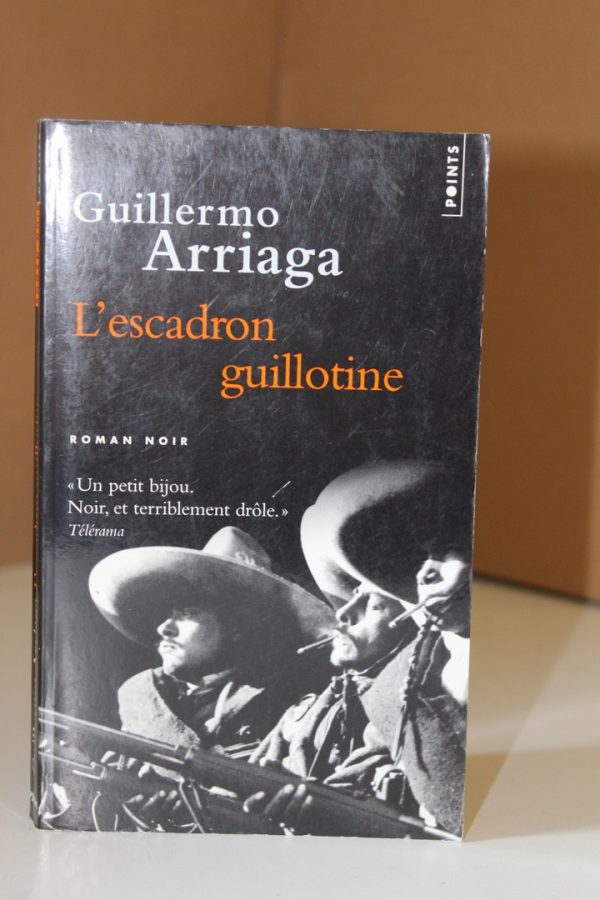 POINTS
Guillermo
Arriaga
L'escadron
guillotine
ROMAN NOIR
« Un petit bijou.
Noir, et terriblement drôle. »
Télérama